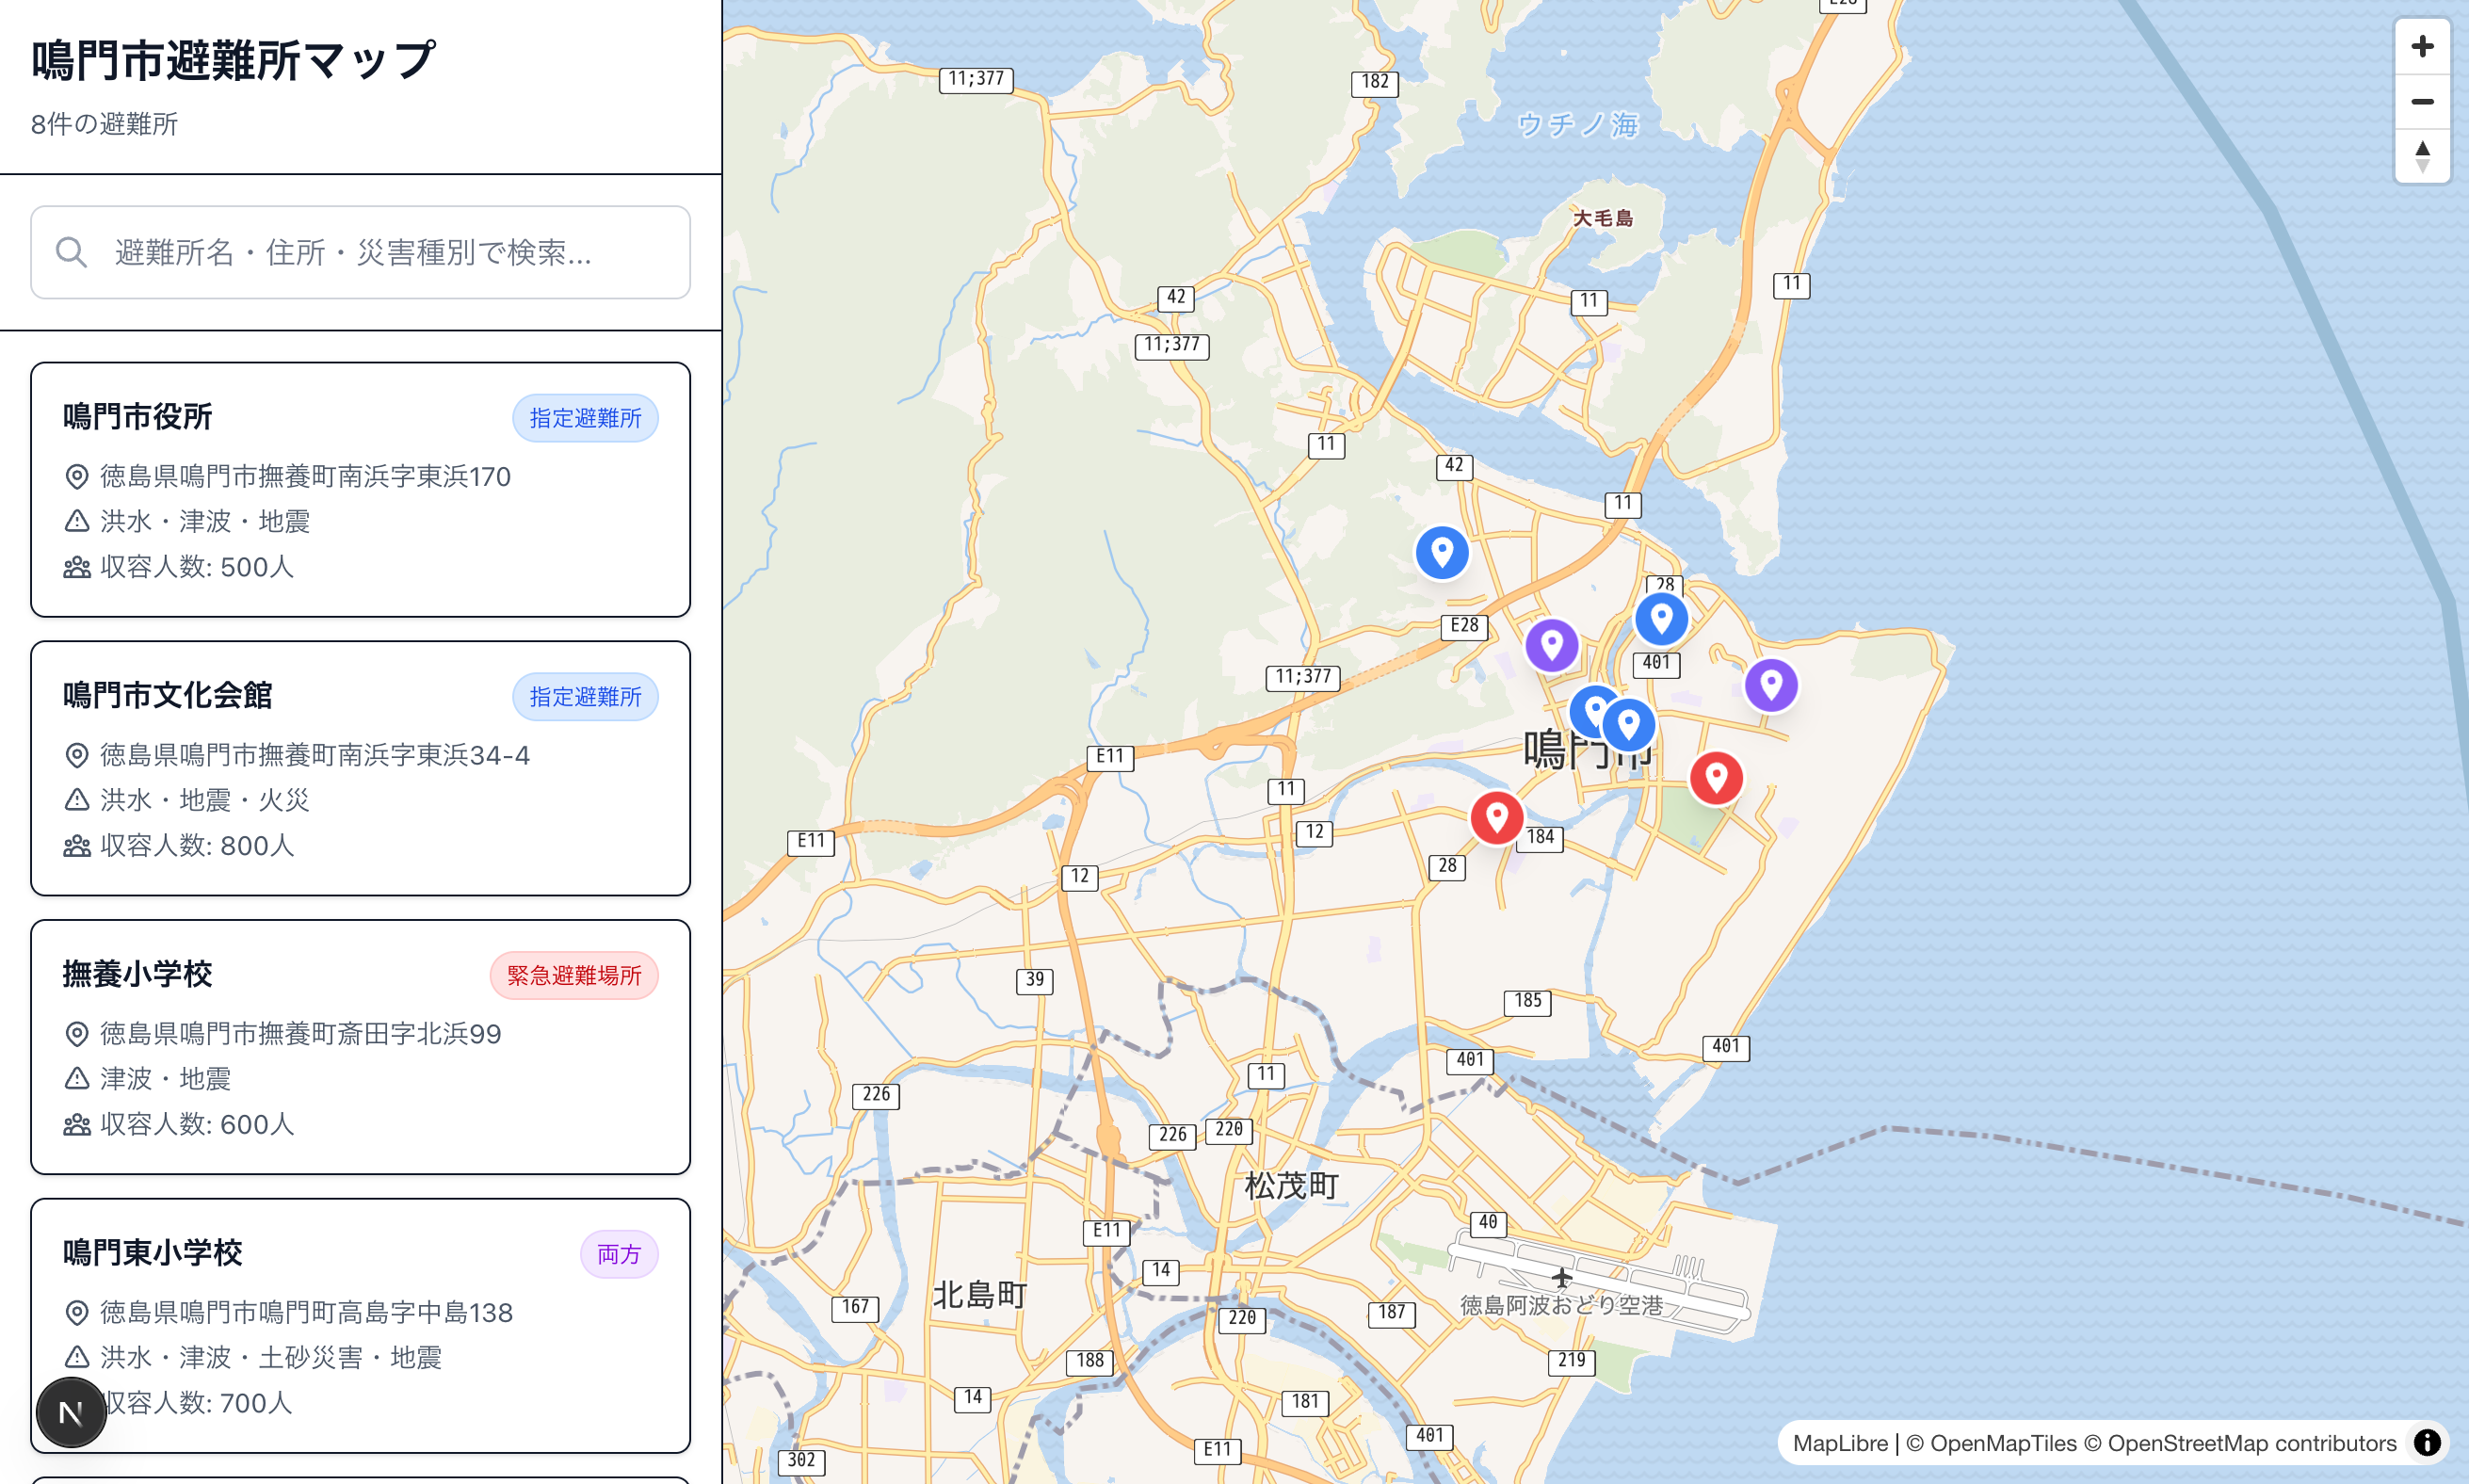 鳴門市避難所マップ
8件の避難所
避難所名・住所・災害種別で検索...
鳴門市役所
指定避難所
徳島県鳴門市撫養町南浜字東浜170
洪水・津波・地震
収容人数: 500人
鳴門市文化会館
指定避難所
徳島県鳴門市撫養町南浜字東浜34-4
洪水・地震・火災
収容人数: 800人
撫養小学校
緊急避難場所
徳島県鳴門市撫養町斎田字北浜99
津波・地震
収容人数: 600人
鳴門東小学校
両方
徳島県鳴門市鳴門町高島字中島138
洪水・津波・土砂災害・地震
収容人数: 700人
N
E28
11;377
182
ウチノ海
大毛島
11
11
42
11;377
11
42
11
28
E28
401
11;377
鳴門市
E11
11
E11
12
184
28
12
39
185
401
401
11
226
226
220
松茂町
40
E11
14
北島町
167
徳島阿波おどり空港
187
220
188
219
14
181
401
E11
302
MapLibre | © OpenMapTiles © OpenStreetMap contributors